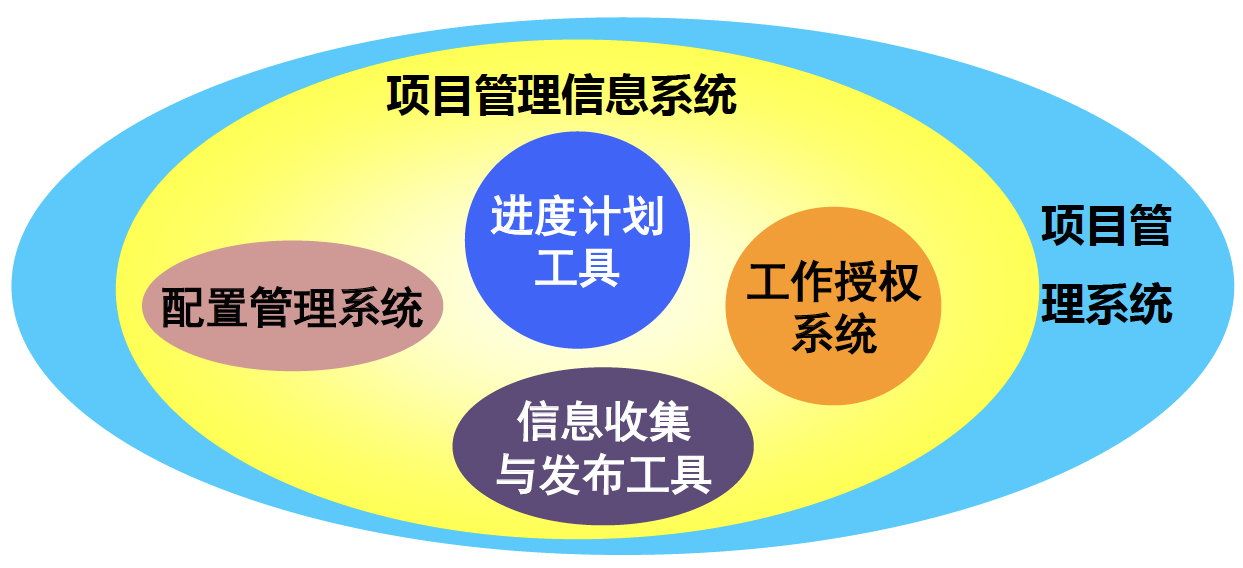 项目管理信息系统
进度计划
工具
配置管理系统
工作授权
系统
信息收集
与发布工具
项目管
理系统